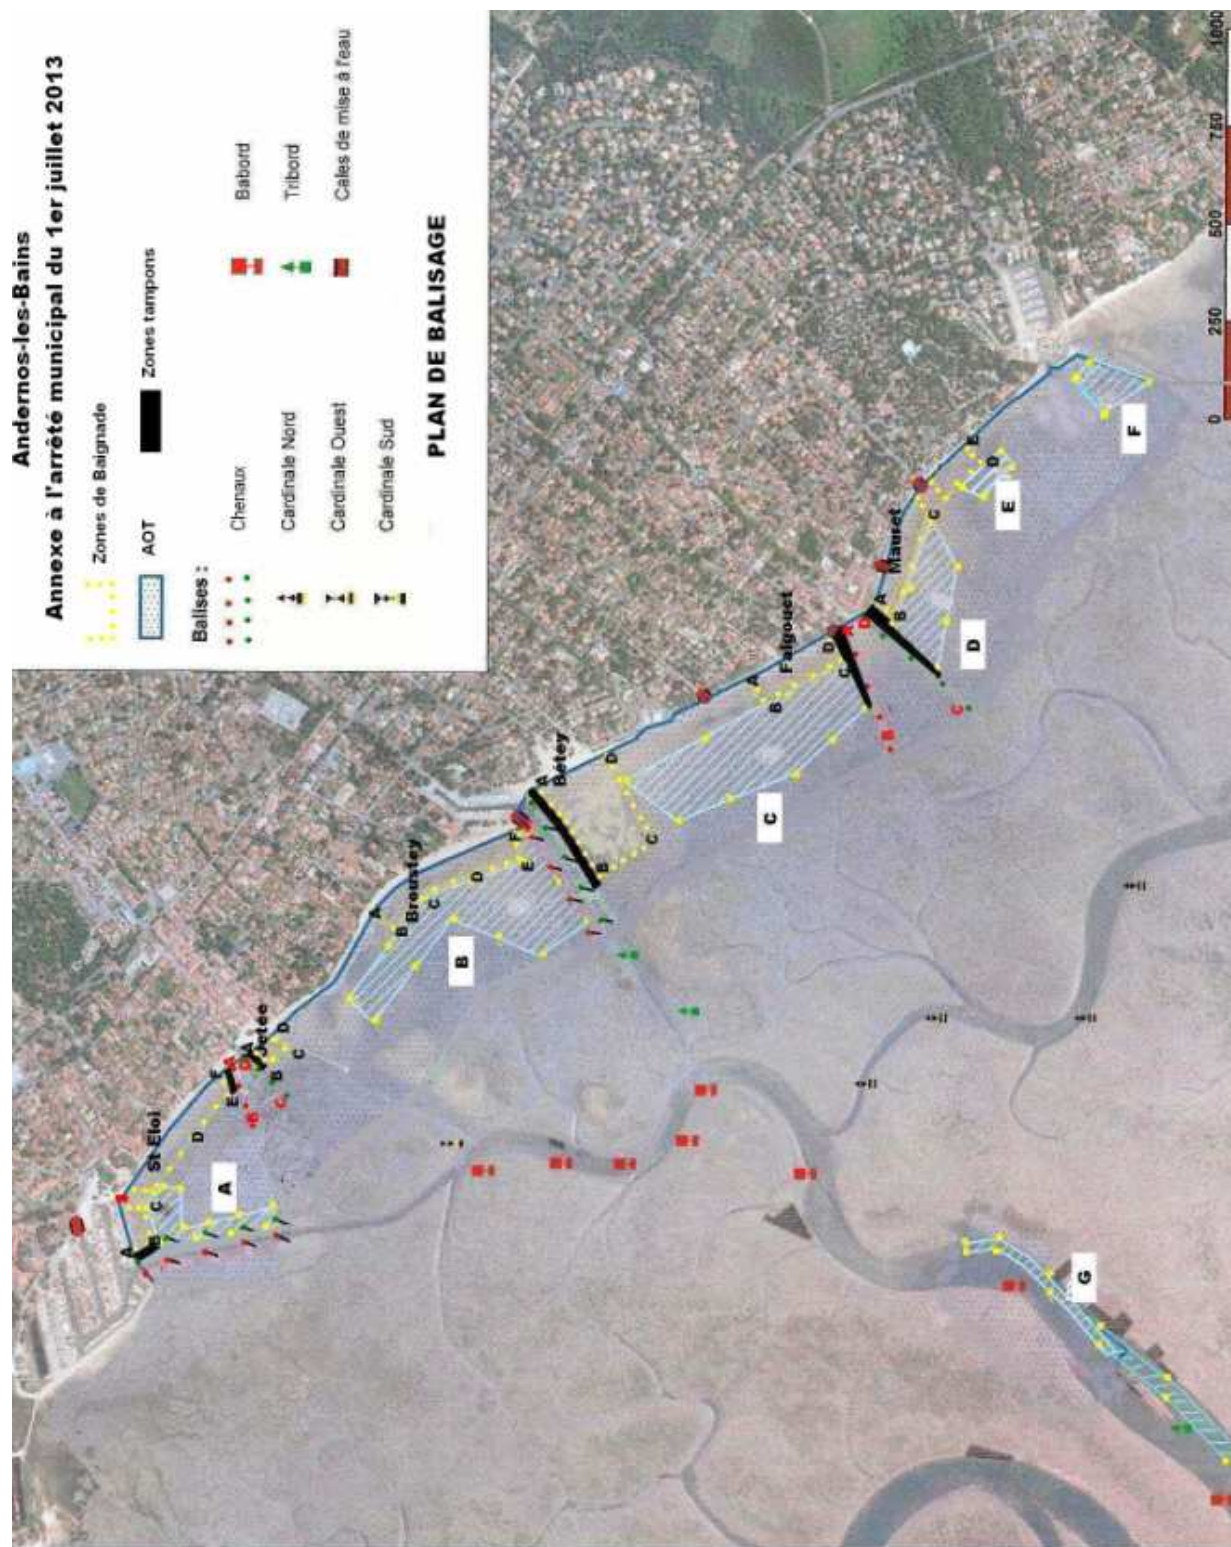 Andernos-les-Bains
Annexe à l'arrêté municipal du 1er juillet 2013
Zones de Baignade
AOT
Zones tampons
Balises :
Chenaux
Babord
Cardinale Nord
Tribord
Cardinale Ouest
Cales de mise à l'eau
Cardinale Sud
PLAN DE BALISAGE
St Eloi
A
B
C
D
E
F
A
A
B
C
D
Jetée
A
B
C
D
Broustey
A
B
C
D
E
F
B
Bétey
A
B
C
D
C
Faigouet
A
B
C
D
A
B
C
D
Mauret
A
B
C
D
E
D
E
F
G
0 250 500 750 1000